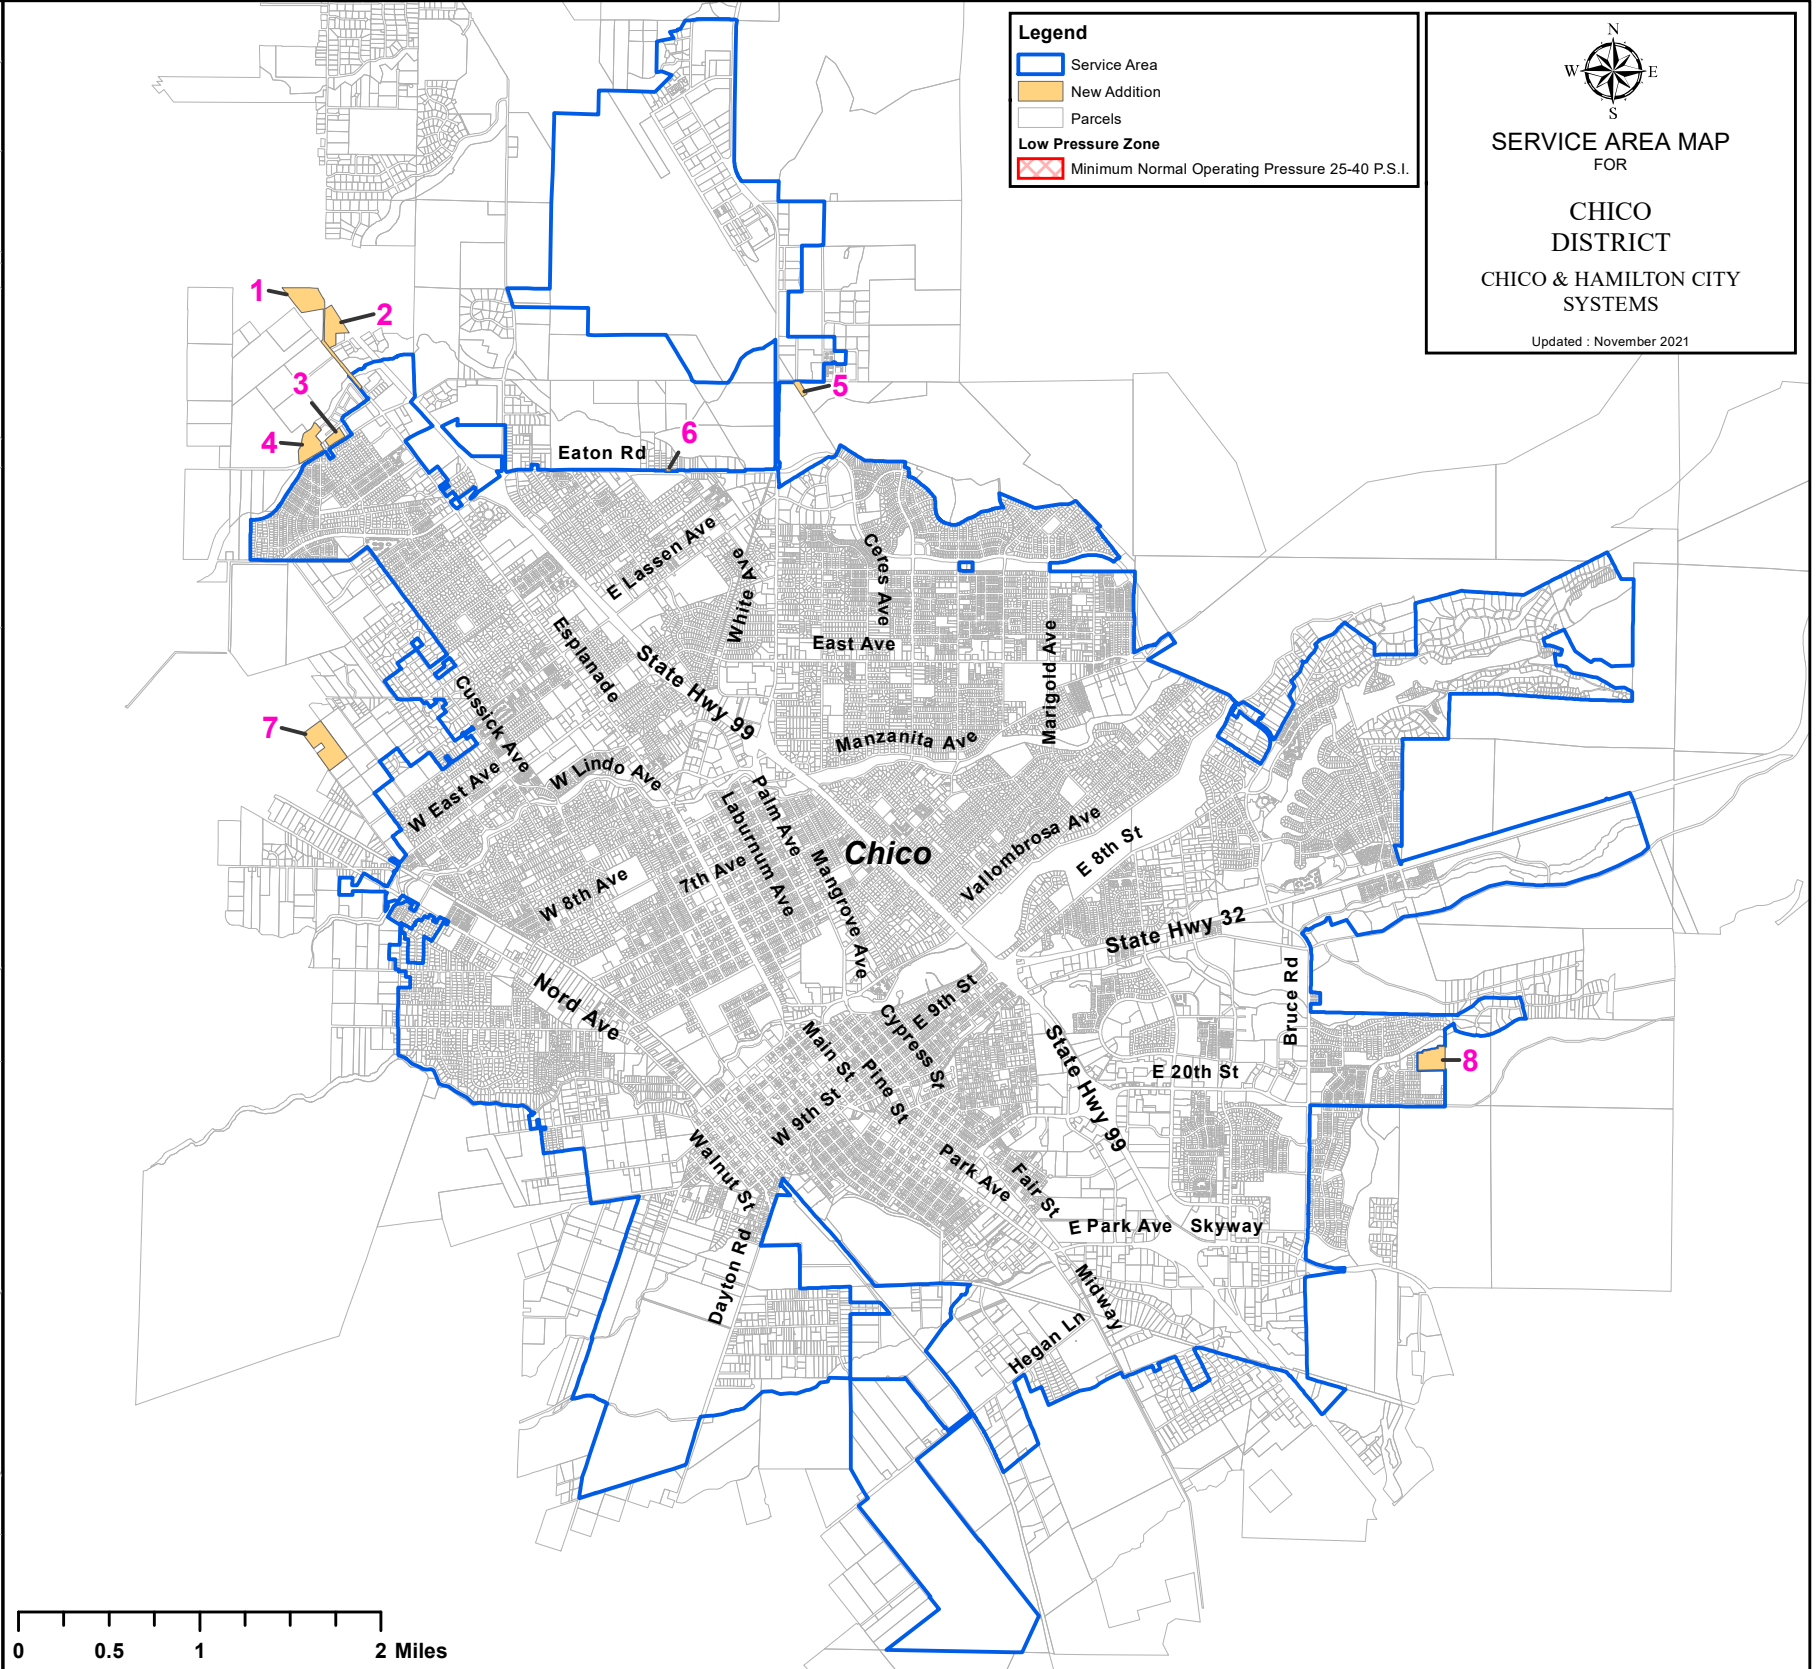 Legend
Service Area
New Addition
Parcels
Low Pressure Zone
Minimum Normal Operating Pressure 25-40 P.S.I.
N
W E
S
SERVICE AREA MAP
FOR
CHICO
DISTRICT
CHICO & HAMILTON CITY
SYSTEMS
Updated : November 2021
1
2
3
4
5
6
7
8
Eaton Rd
E Lassen Ave
White Ave
Ceres Ave
East Ave
Marigold Ave
Esplanade
State Hwy 99
Cussick Ave
Manzanita Ave
W East Ave
W Lindo Ave
Palm Ave
Laburnum Ave
Mangrove Ave
Chico
Vallombrosa Ave
E 8th St
7th Ave
W 8th Ave
State Hwy 32
Nord Ave
Bruce Rd
E 9th St
Cypress St
Main St
Pine St
State Hwy 99
E 20th St
W 9th St
Walnut St
Park Ave
Fair St
E Park Ave
Skyway
Dayton Rd
Midway
Hegan Ln
0 0.5 1 2 Miles